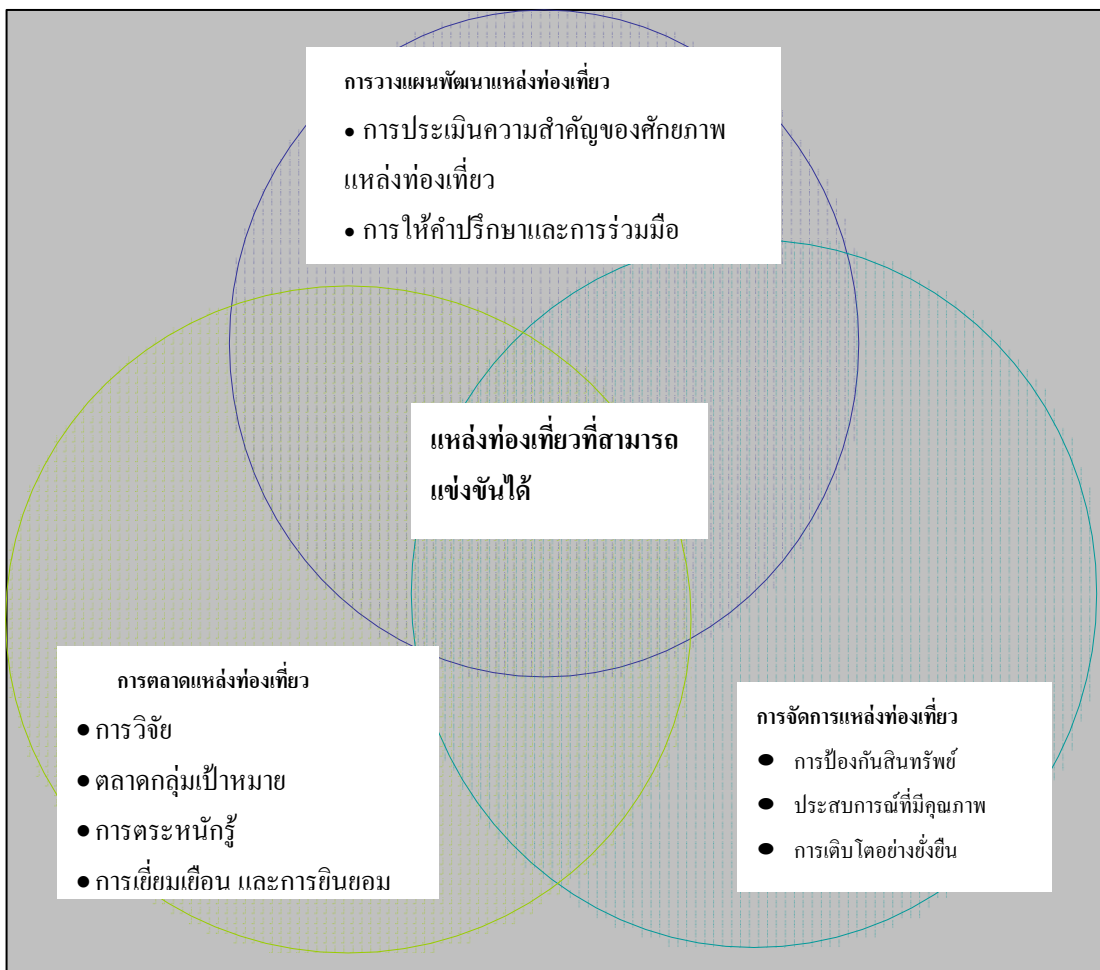 การวางแผนพัฒนาแหล่งท่องเที่ยว
• การประเมินความสำคัญของศักยภาพ
แหล่งท่องเที่ยว
• การให้คำปรึกษาและการร่วมมือ
แหล่งท่องเที่ยวที่สามารถ
แข่งขันได้
การตลาดแหล่งท่องเที่ยว
• การวิจัย
• ตลาดกลุ่มเป้าหมาย
• การตระหนักรู้
• การเยี่ยมเยือน และการยินยอม
การจัดการแหล่งท่องเที่ยว
• การป้องกันสินทรัพย์
• ประสบการณ์ที่มีคุณภาพ
• การเติบโตอย่างยั่งยืน